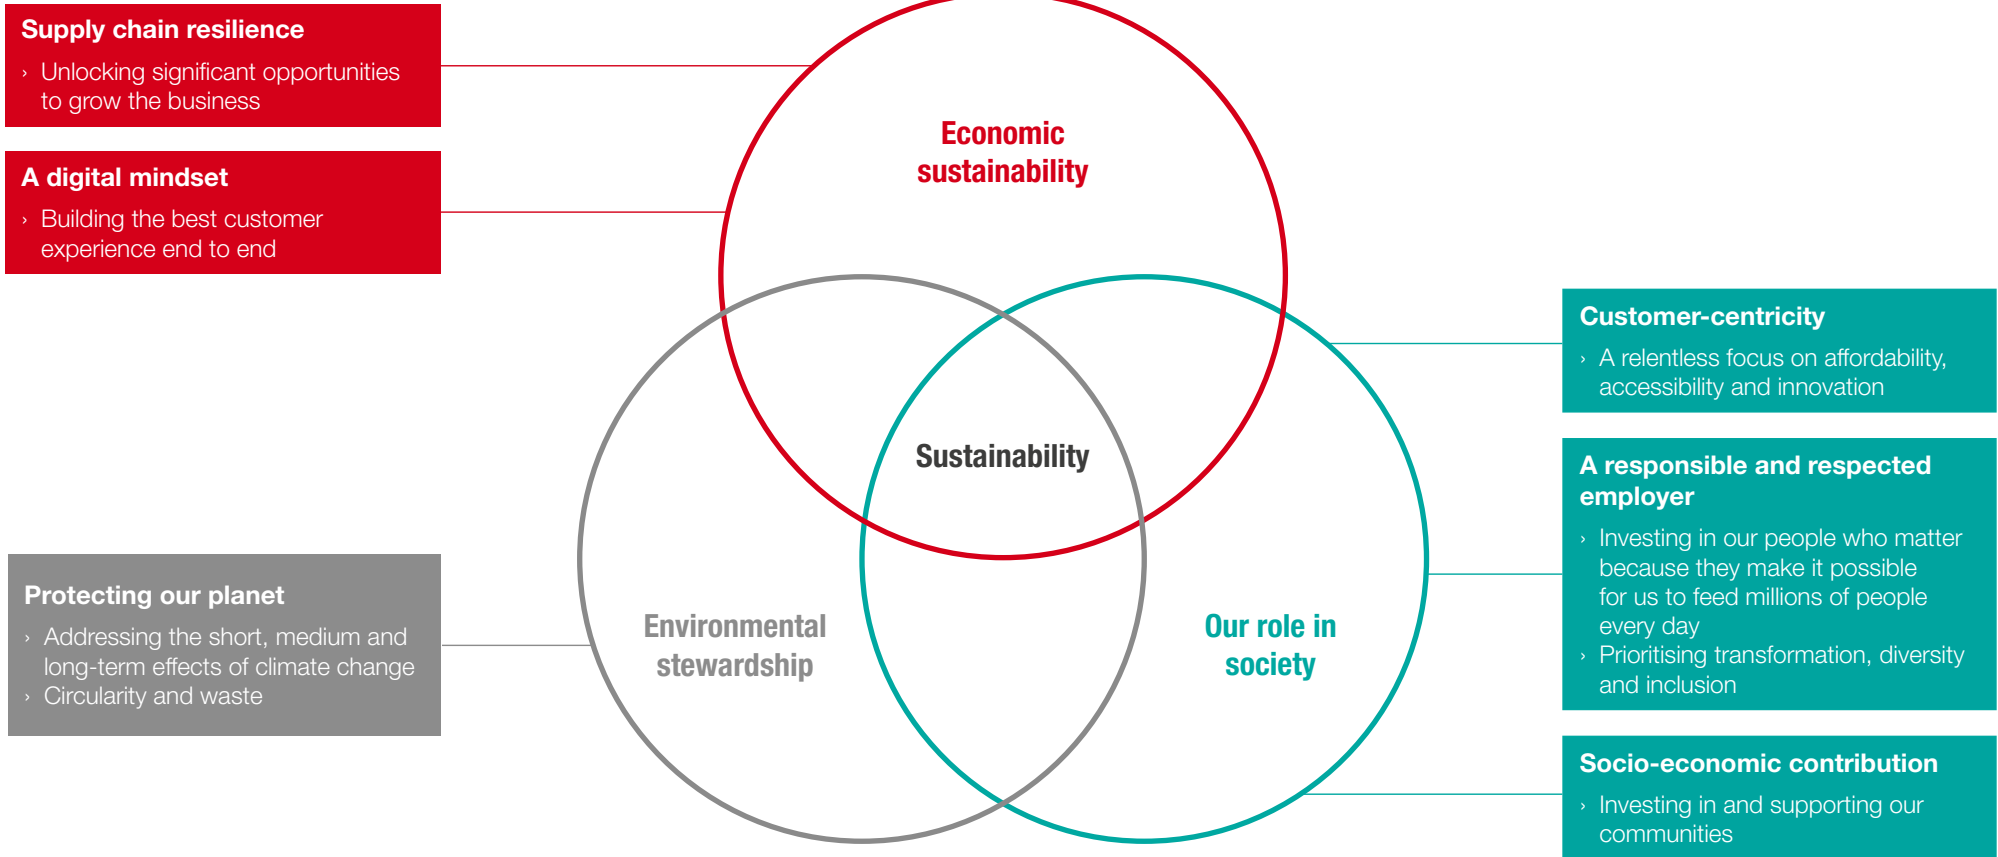 Supply chain resilience
› Unlocking significant opportunities
to grow the business
A digital mindset
› Building the best customer
experience end to end
Protecting our planet
› Addressing the short, medium and
long-term effects of climate change
› Circularity and waste
Economic
sustainability
Sustainability
Environmental
stewardship
Our role in
society
Customer-centricity
› A relentless focus on affordability,
accessibility and innovation
A responsible and respected
employer
› Investing in our people who matter
because they make it possible
for us to feed millions of people
every day
› Prioritising transformation, diversity
and inclusion
Socio-economic contribution
› Investing in and supporting our
communities